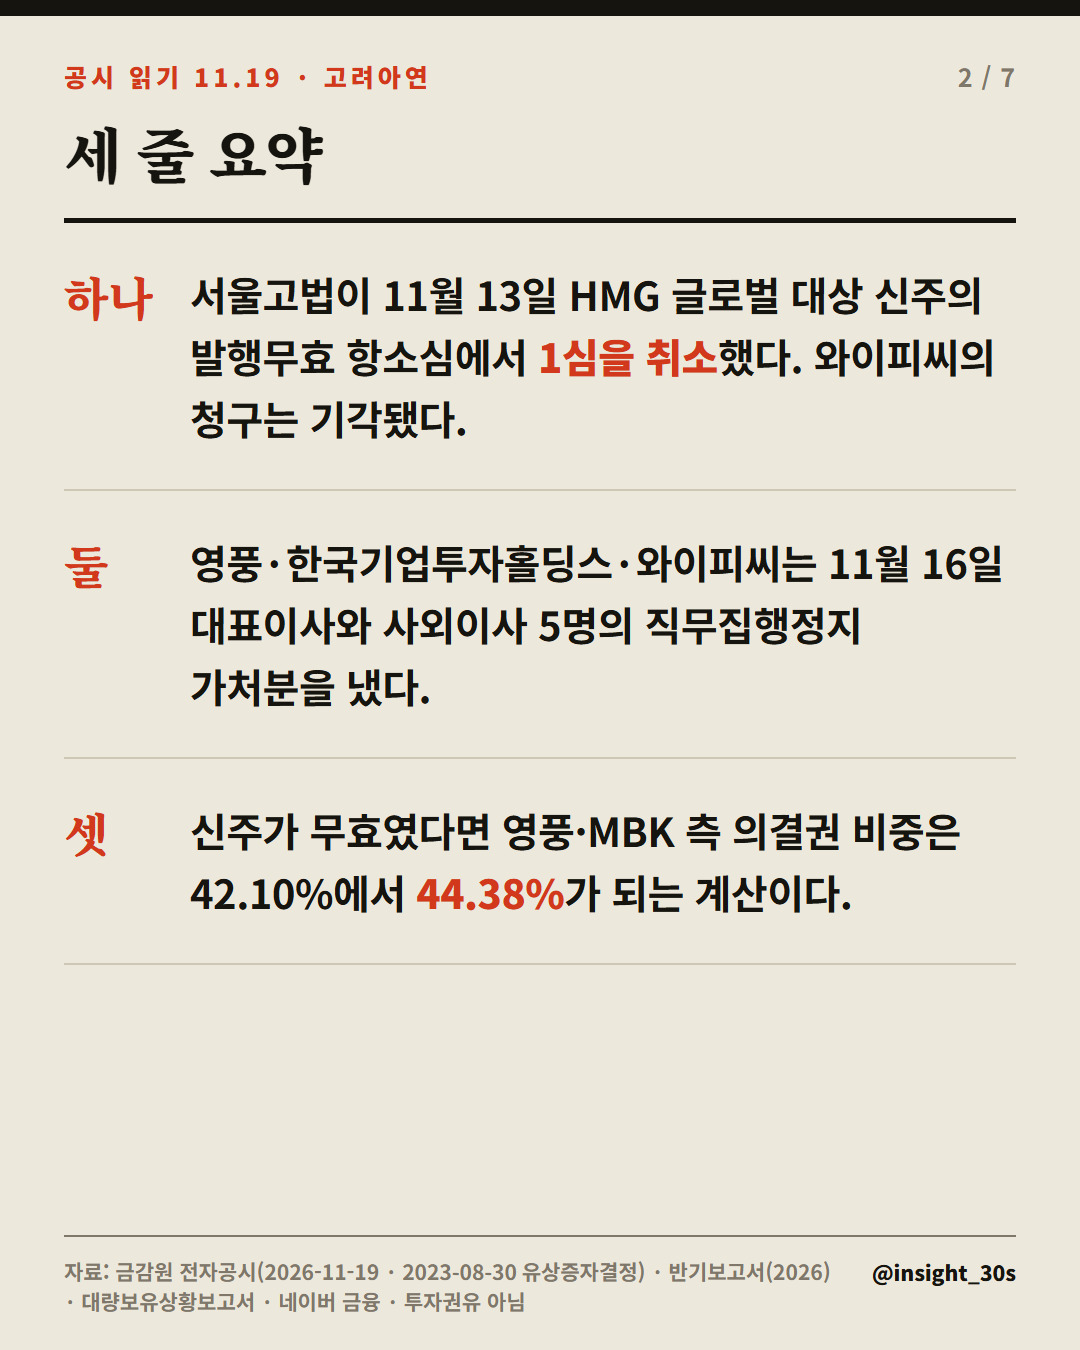 공시 읽기 11.19 · 고려아연
2 / 7
세 줄 요약
하나
서울고법이 11월 13일 HMG 글로벌 대상 신주의
발행무효 항소심에서 1심을 취소했다. 와이피씨의
청구는 기각됐다.
둘
영풍·한국기업투자홀딩스·와이피씨는 11월 16일
대표이사와 사외이사 5명의 직무집행정지
가처분을 냈다.
셋
신주가 무효였다면 영풍·MBK 측 의결권 비중은
42.10%에서 44.38%가 되는 계산이다.
자료: 금감원 전자공시(2026-11-19 · 2023-08-30 유상증자결정) · 반기보고서(2026)
· 대량보유상황보고서 · 네이버 금융 · 투자권유 아님
@insight_30s